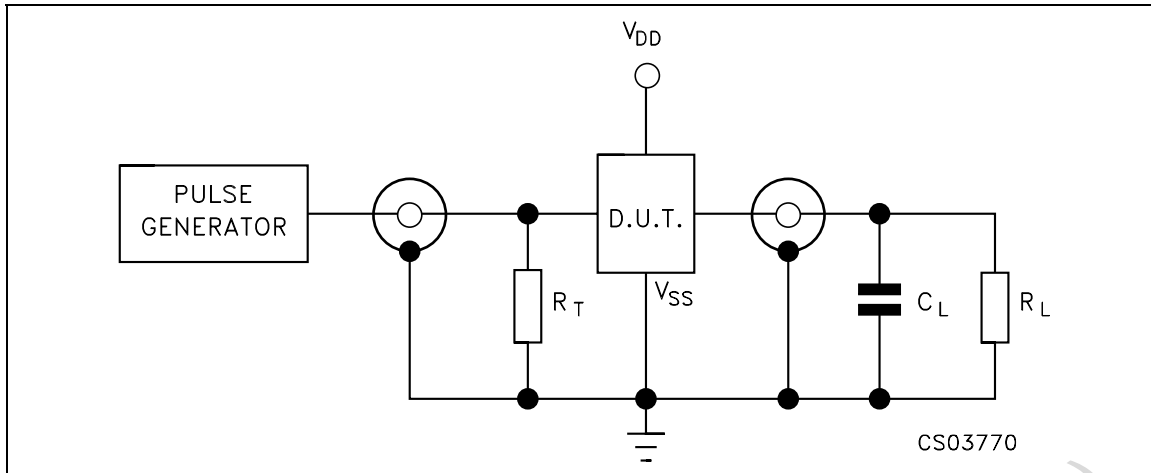 VDD
PULSE
GENERATOR
D.U.T.
VSS
RT
CL
RL
CS03770